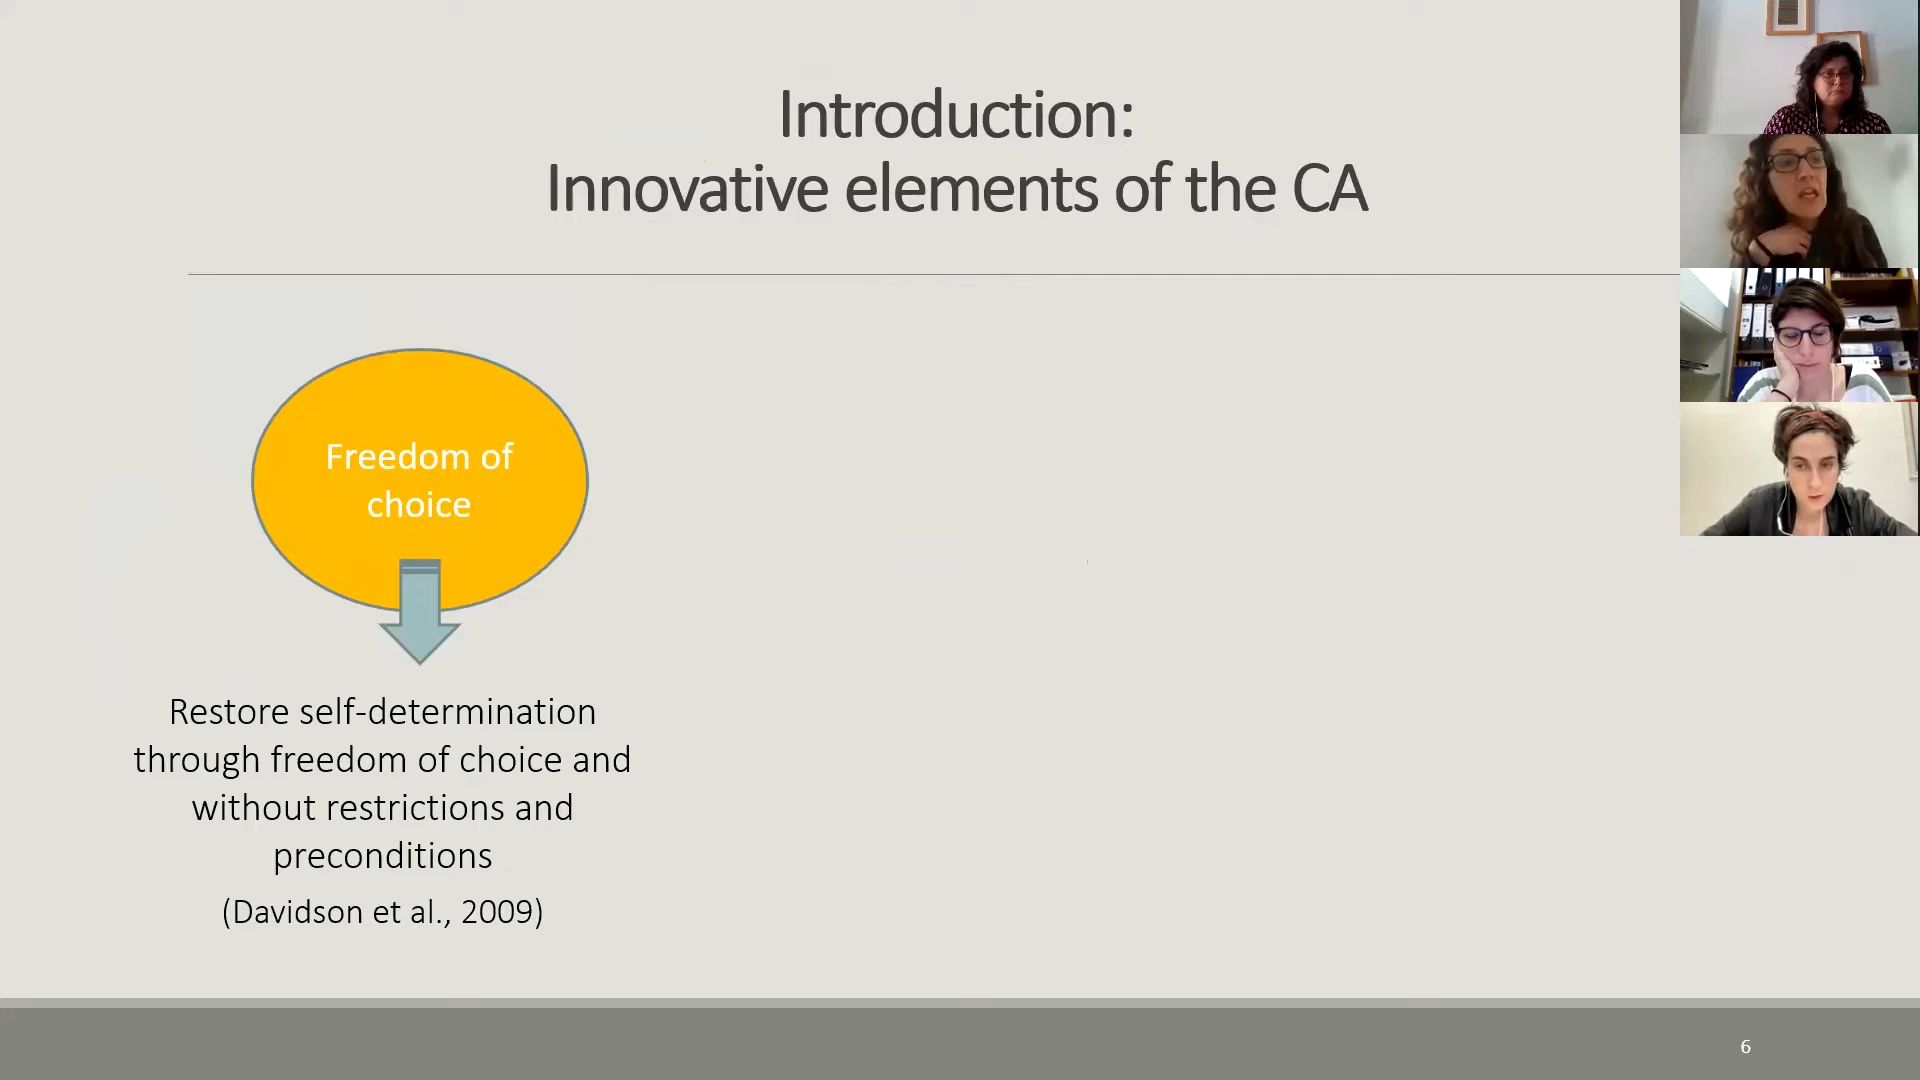 Introduction:
Innovative elements of the CA
Freedom of
choice
Restore self-determination
through freedom of choice and
without restrictions and
preconditions
(Davidson et al., 2009)
6